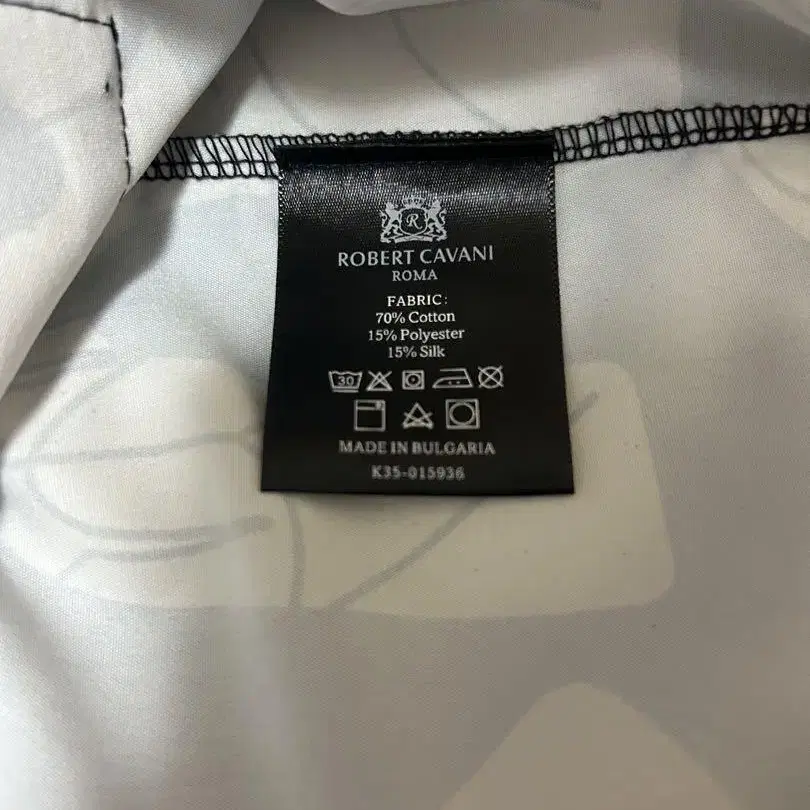 R
ROBERT CAVANI
ROMA
FABRIC:
70% Cotton
15% Polyester
15% Silk
30
MADE IN BULGARIA
K35-015936